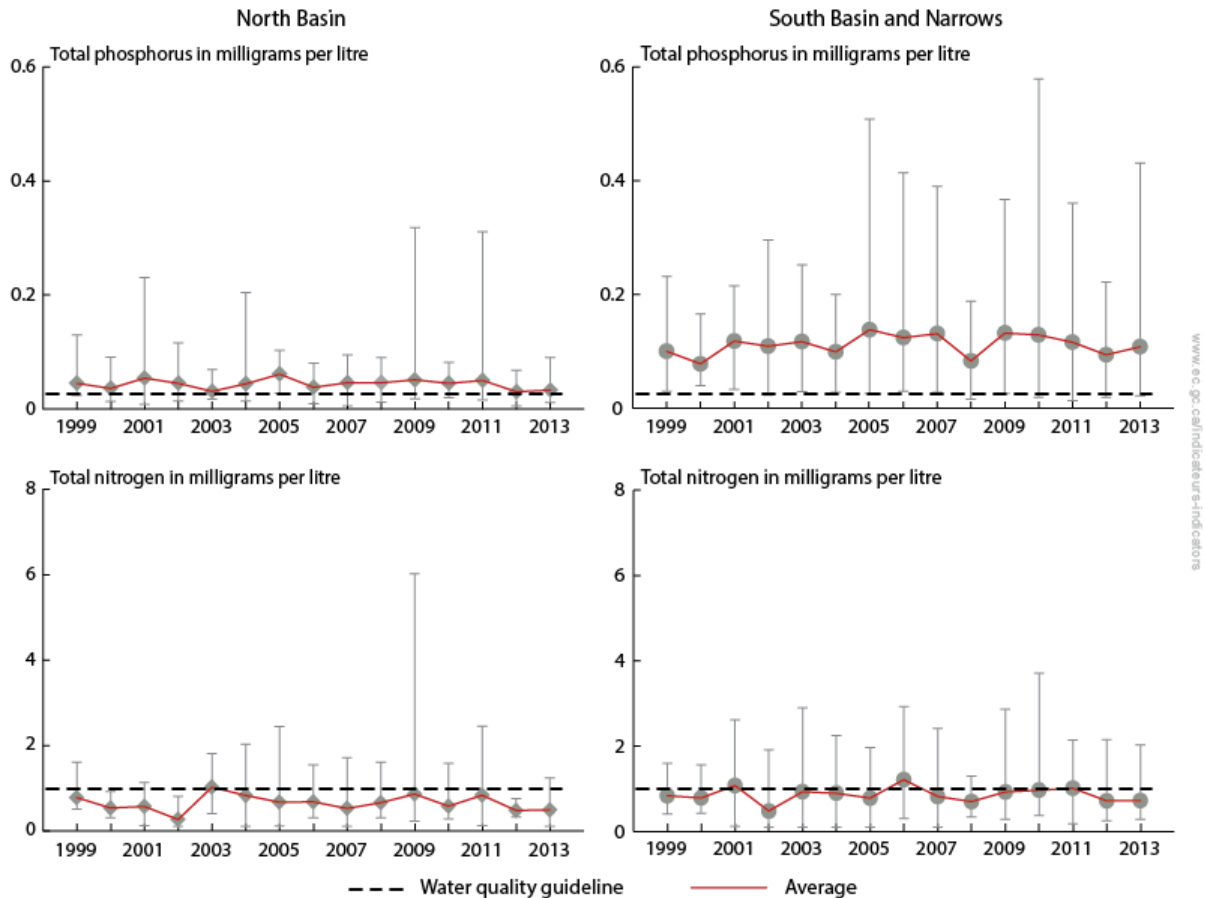 North Basin
South Basin and Narrows
Total phosphorus in milligrams per litre
0.6
0.4
0.2
0
1999 2001 2003 2005 2007 2009 2011 2013
Total phosphorus in milligrams per litre
0.6
0.4
0.2
0
1999 2001 2003 2005 2007 2009 2011 2013
Total nitrogen in milligrams per litre
8
6
4
2
0
1999 2001 2003 2005 2007 2009 2011 2013
Total nitrogen in milligrams per litre
8
6
4
2
0
1999 2001 2003 2005 2007 2009 2011 2013
Water quality guideline
Average
www.ec.gc.ca/indicateurs-indicators